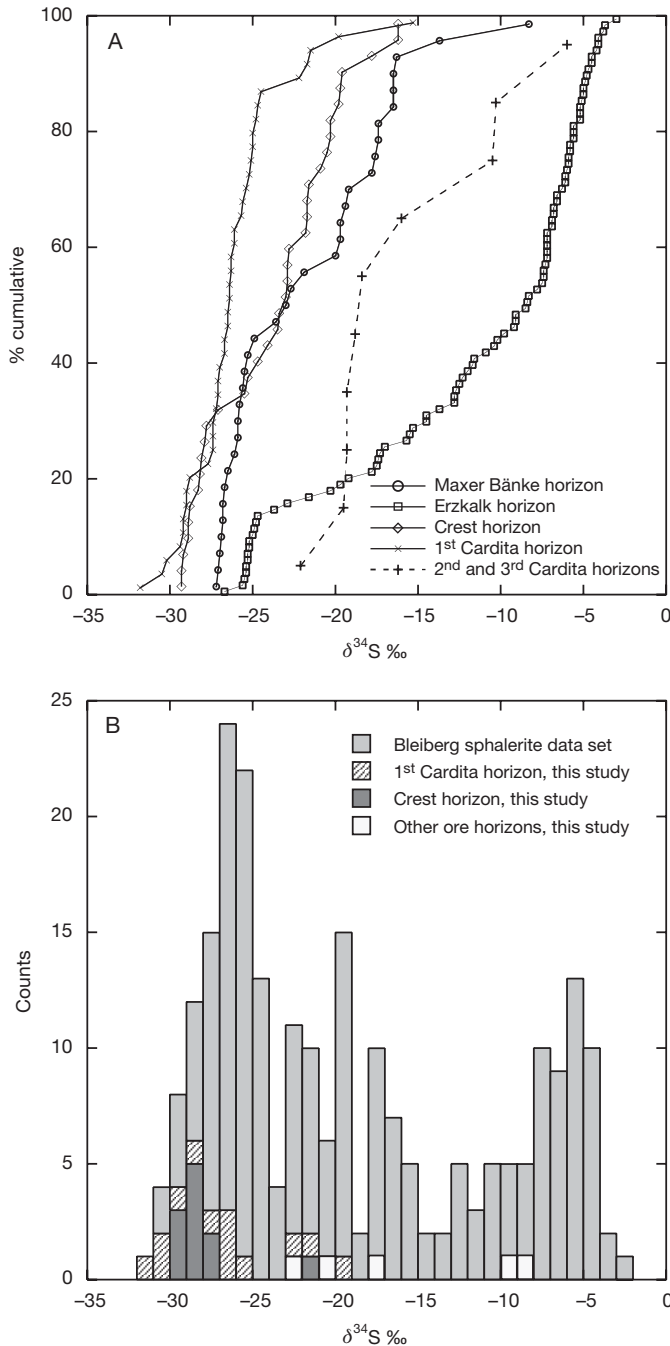 100
A
80
60
% cumulative
40
20
0
Maxer Bänke horizon
Erzkalk horizon
Crest horizon
1st Cardita horizon
2nd and 3rd Cardita horizons
−35 −30 −25 −20 −15 −10 −5 0
δ34S ‰
25
B
20
15
Counts
10
5
0
Bleiberg sphalerite data set
1st Cardita horizon, this study
Crest horizon, this study
Other ore horizons, this study
−35 −30 −25 −20 −15 −10 −5 0
δ34S ‰